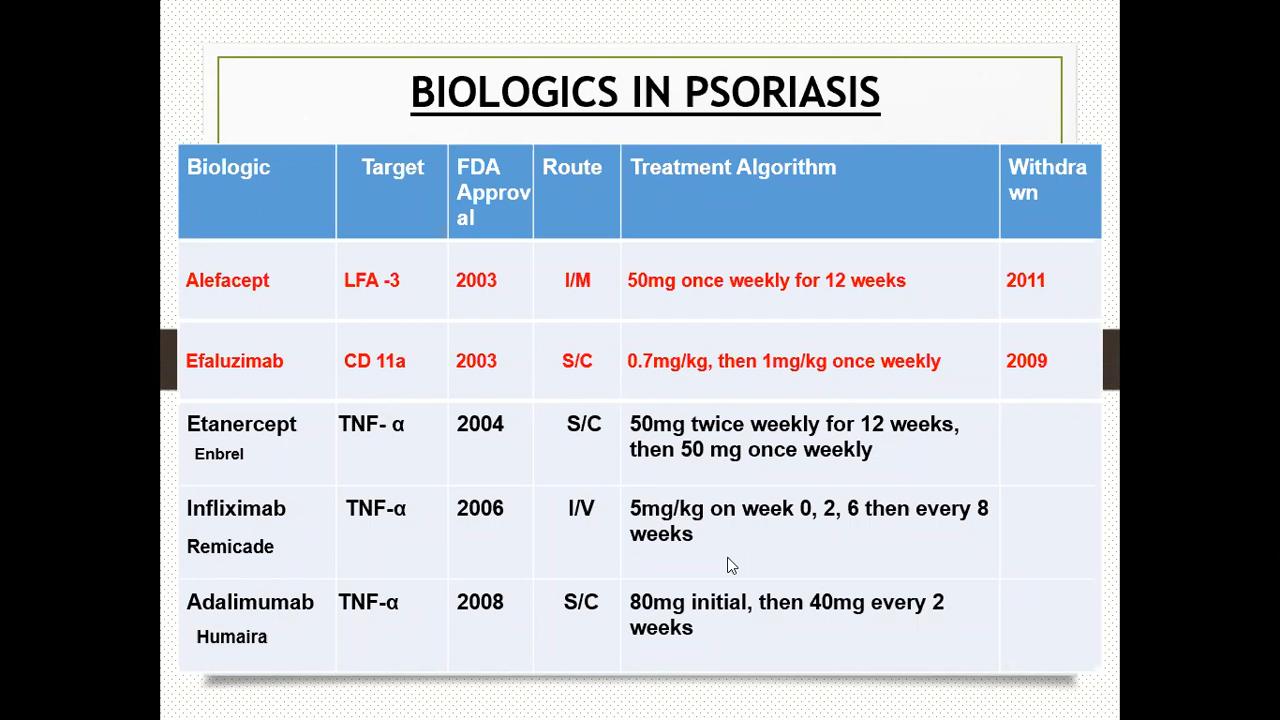 BIOLOGICS IN PSORIASIS
Biologic Target FDA Approv al Route Treatment Algorithm Withdra wn
Alefacept LFA -3 2003 I/M 50mg once weekly for 12 weeks 2011
Efaluzimab CD 11a 2003 S/C 0.7mg/kg, then 1mg/kg once weekly 2009
Etanercept TNF- α 2004 S/C 50mg twice weekly for 12 weeks,
Enbrel then 50 mg once weekly
Infliximab TNF-α 2006 I/V 5mg/kg on week 0, 2, 6 then every 8
Remicade weeks
Adalimumab TNF-α 2008 S/C 80mg initial, then 40mg every 2
Humaira weeks